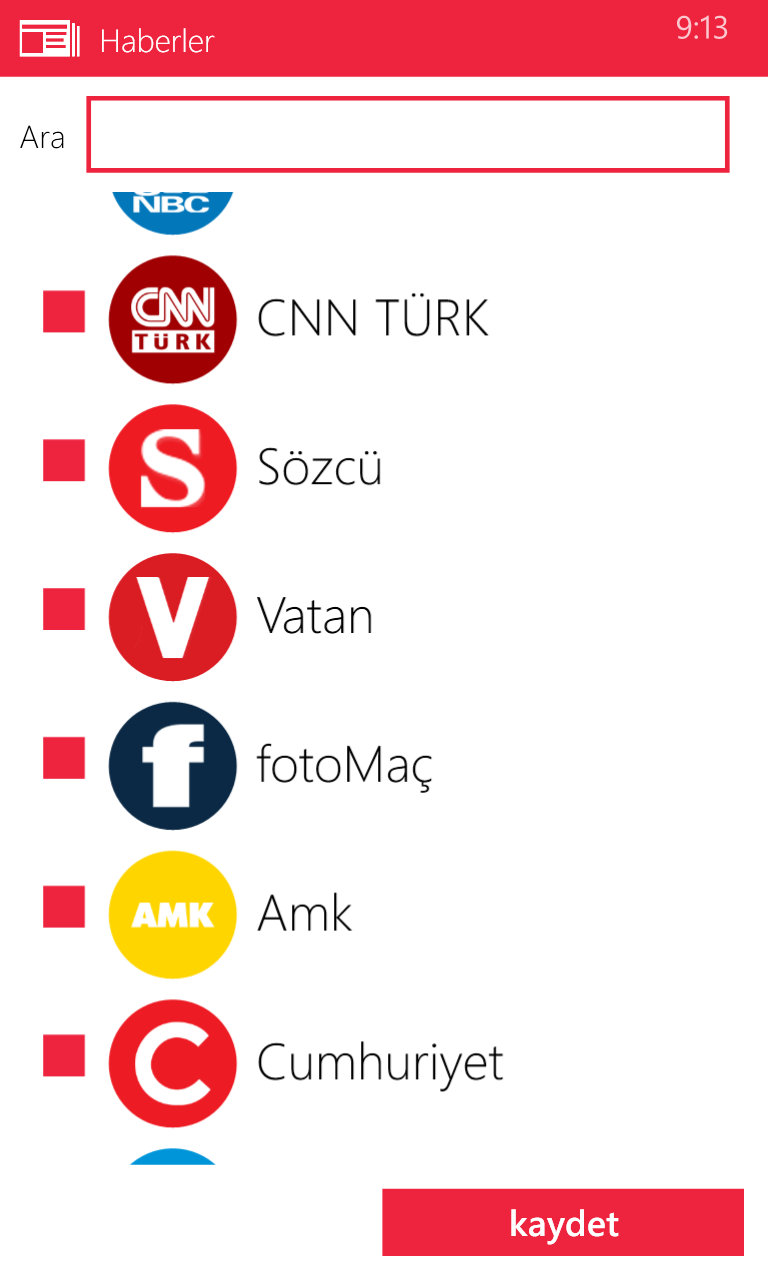 Haberler
9:13
Ara
NBC
CNN
TÜRK
CNN TÜRK
S
Sözcü
V
Vatan
f
fotoMaç
AMK
Amk
C
Cumhuriyet
kaydet